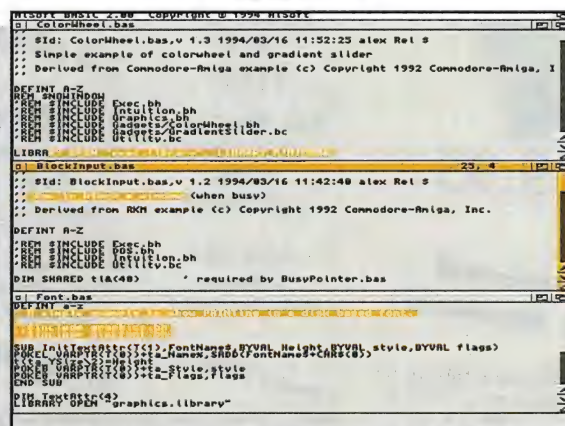 HiSoft BASIC 2.00 Copyright © 1994 HiSoft
ColorWheel.bas
;; $Id: ColorWheel.bas,v 1.3 1994/03/16 11:52:25 alex Rel $
;; Simple example of colorwheel and gradient slider
;; Derived from Commodore-Amiga example (c) Copyright 1992 Commodore-Amiga, I
DEFINT A-Z
REM $NOWINDOW
'REM $INCLUDE Exec.bh
'REM $INCLUDE Intuition.bh
'REM $INCLUDE Graphics.bh
'REM $INCLUDE Gadgets/ColorWheel.bh
'REM $INCLUDE Gadgets/GradientSlider.bc
'REM $INCLUDE Utility.bc
LIBRA
BlockInput.bas 25, 4
;; $Id: BlockInput.bas,v 1.2 1994/03/16 11:42:40 alex Rel $
;; (when busy)
;; Derived from RKM example (c) Copyright 1992 Commodore-Amiga, Inc.
DEFINT A-Z
'REM $INCLUDE Exec.bh
'REM $INCLUDE DOS.bh
'REM $INCLUDE Intuition.bh
'REM $INCLUDE Utility.bc
DIM SHARED tl&(40) ' required by BusyPointer.bas
Font.bas
DEFINT a-z
disk based font.
SUB InitTextAttr(T(1),FontName$,BYVAL Height,BYVAL style,BYVAL flags)
POKEL VARPTR(T(0))+ta_Name%,SADD(FontName$+CHR$(0))
t(ta_YSize\2)=Height
POKEB VARPTR(T(0))+ta_Style,style
POKEB VARPTR(T(0))+ta_Flags,flags
END SUB
DIM TextAttr(4)
LIBRARY OPEN "graphics.library"